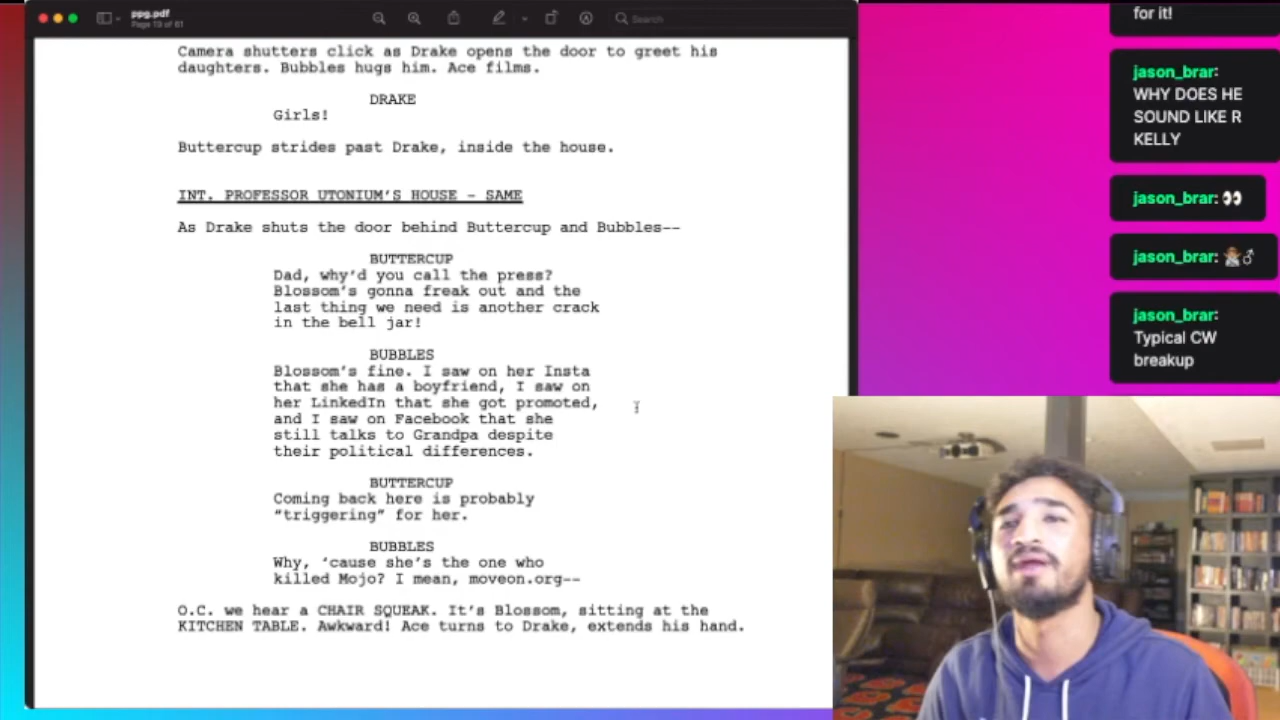 ppg.pdf
Page 19 of 61
Search
Camera shutters click as Drake opens the door to greet his
daughters. Bubbles hugs him. Ace films.
DRAKE
Girls!
Buttercup strides past Drake, inside the house.
INT. PROFESSOR UTONIUM'S HOUSE - SAME
As Drake shuts the door behind Buttercup and Bubbles--
BUTTERCUP
Dad, why'd you call the press?
Blossom's gonna freak out and the
last thing we need is another crack
in the bell jar!
BUBBLES
Blossom's fine. I saw on her Insta
that she has a boyfriend, I saw on
her LinkedIn that she got promoted,
and I saw on Facebook that she
still talks to Grandpa despite
their political differences.
BUTTERCUP
Coming back here is probably
“triggering” for her.
BUBBLES
Why, ‘cause she's the one who
killed Mojo? I mean, moveon.org--
O.C. we hear a CHAIR SQUEAK. It's Blossom, sitting at the
KITCHEN TABLE. Awkward! Ace turns to Drake, extends his hand.
for it!
jason_brar:
WHY DOES HE
SOUND LIKE R
KELLY
jason_brar: 👀
jason_brar: 🤷🏽♂
jason_brar:
Typical CW
breakup